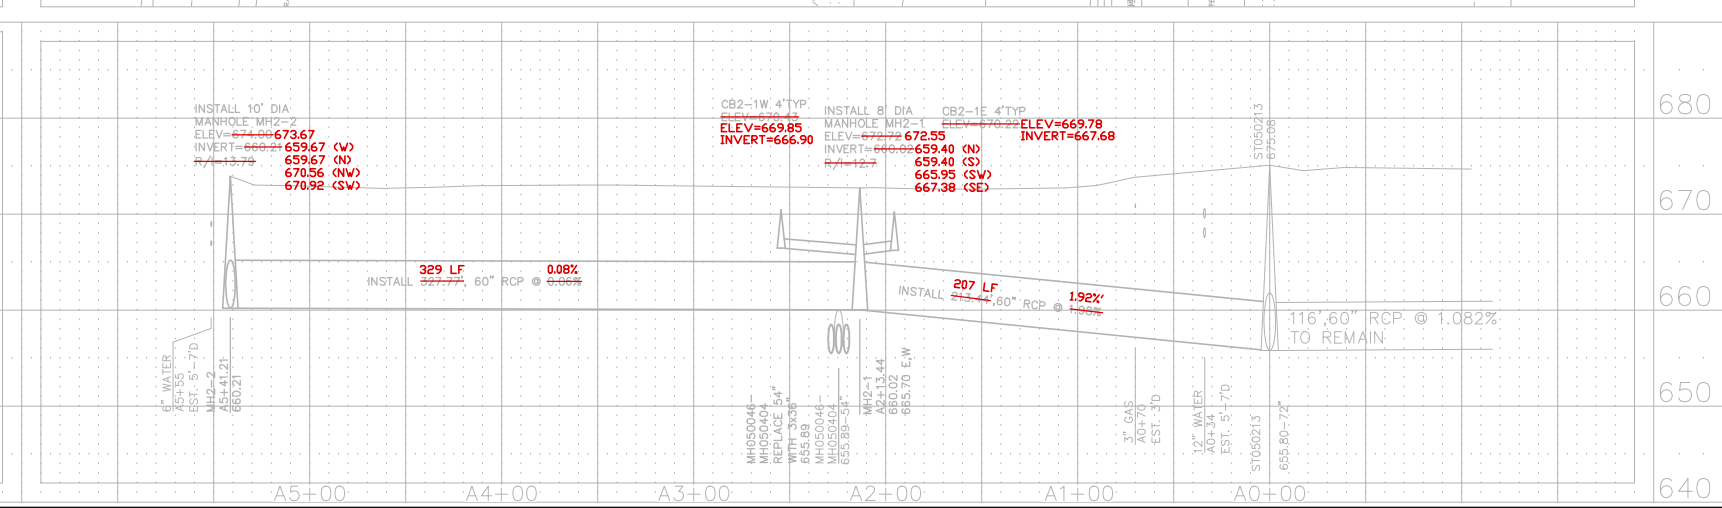 INSTALL 10' DIA
MANHOLE MH2-2
ELEV=674.00 673.67
INVERT=660.21 659.67 (W)
R/I=13.79 659.67 (N)
670.56 (NW)
670.92 (SW)
CB2-1W 4'TYP.
ELEV=670.43
ELEV=669.85
INVERT=666.90
INSTALL 8' DIA
MANHOLE MH2-1
ELEV=672.72 672.55
INVERT=660.02 659.40 (N)
R/I=12.7 659.40 (S)
665.95 (SW)
667.38 (SE)
CB2-1E 4'TYP
ELEV=670.22 ELEV=669.78
INVERT=667.68
ST050213
675.08
680
670
660
650
640
329 LF 0.08%
INSTALL 327.77', 60" RCP @ 0.06%
207 LF 1.92%'
INSTALL 213.44',60" RCP @
116',60" RCP @ 1.082%
TO REMAIN
6" WATER
A5+55
EST. 5'-7'D
MH2-2
A5+41.21
660.21
MH050046-
MH050404
REPLACE 54"
WITH 3x36"
655.89
MH050046-
MH050404
655.89-54"
MH2-1
A2+13.44
660.02
665.70 E,W
3" GAS
A0+70
EST. 3'D
12" WATER
A0+34
EST. 5'-7'D
ST050213
655.80-72"
A5+00
A4+00
A3+00
A2+00
A1+00
A0+00